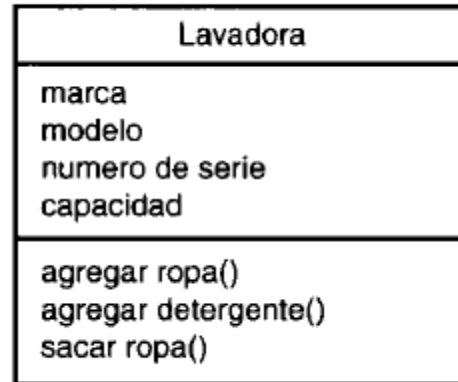 Lavadora
marca
modelo
numero de serie
capacidad
agregar ropa()
agregar detergente()
sacar ropa()